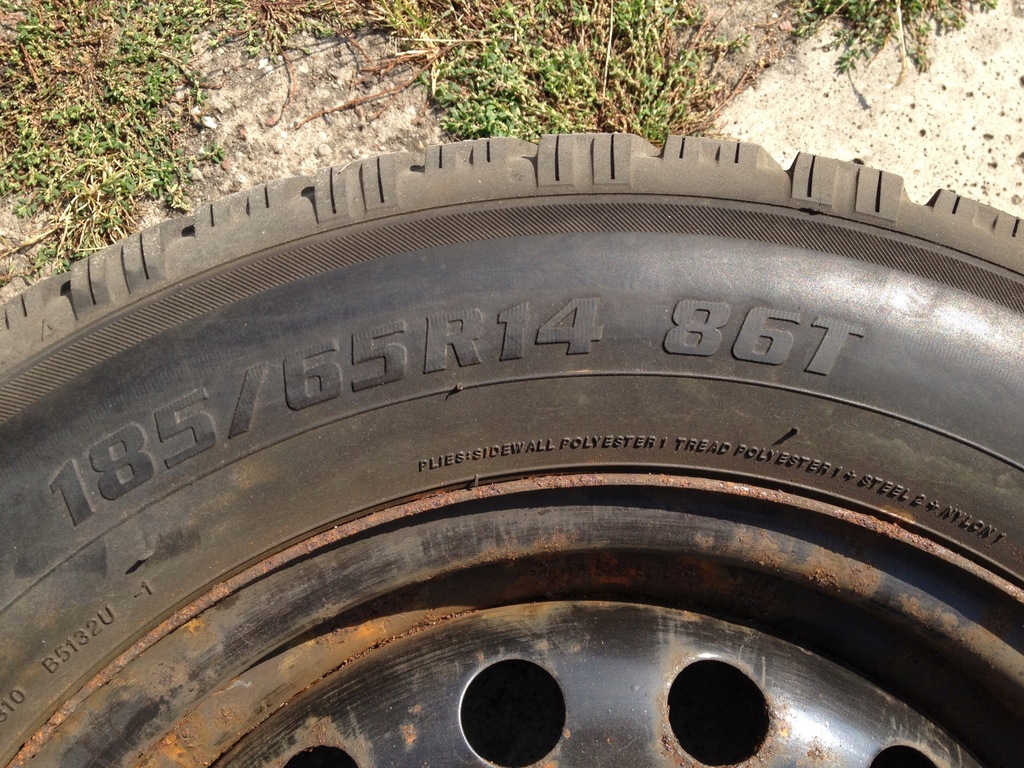 185/65R14 86T
PLIES:SIDEWALL POLYESTER 1 TREAD POLYESTER 1 + STEEL 2 + NYLON 1
B5132U -1